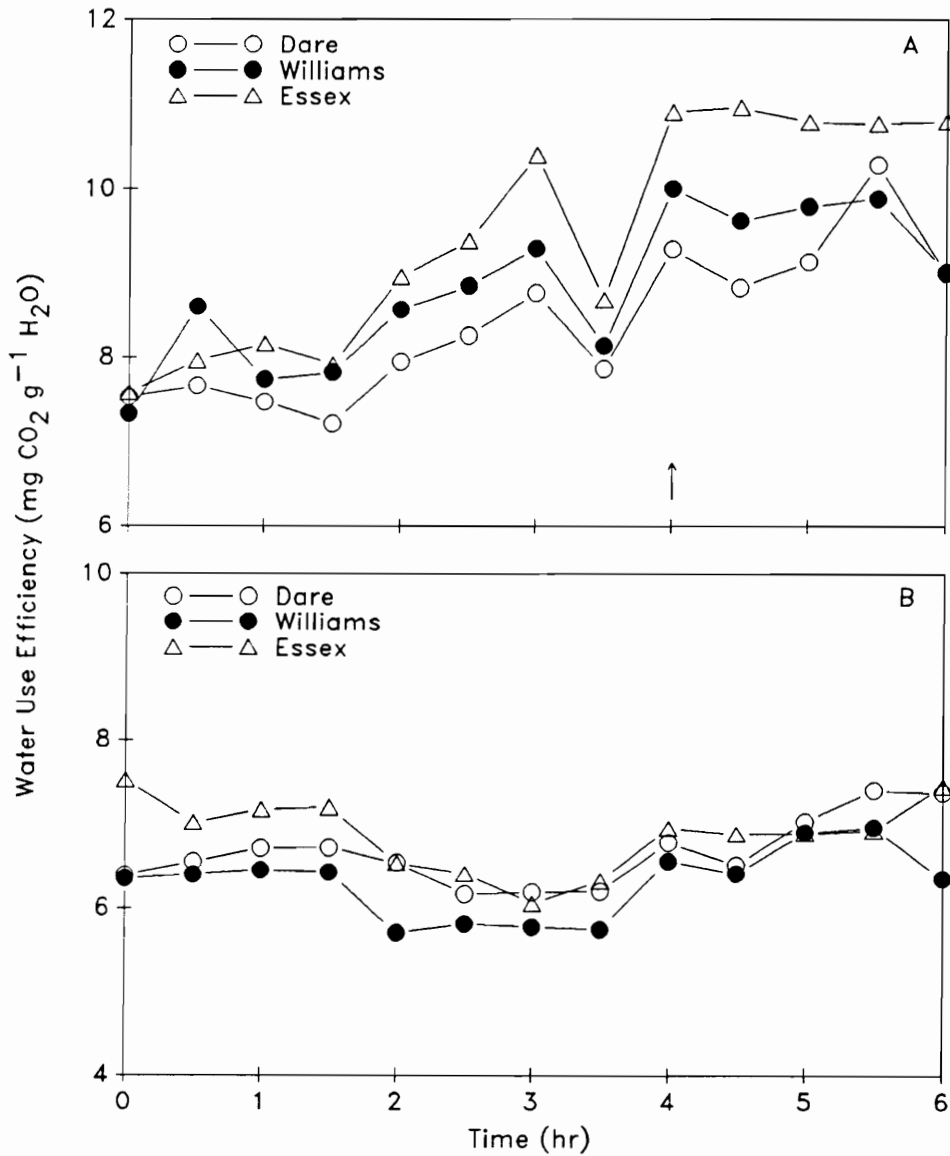 Water Use Efficiency (mg CO₂ g⁻¹ H₂O)
12
10
8
6
Dare
Williams
Essex
A
10
8
6
4
Dare
Williams
Essex
B
0 1 2 3 4 5 6
Time (hr)